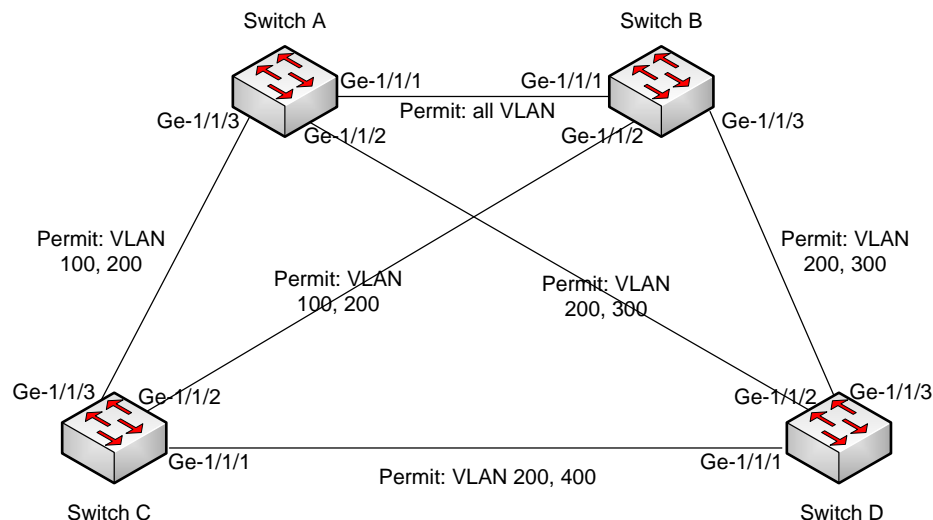 Switch A
Switch B
Ge-1/1/1
Ge-1/1/1
Permit: all VLAN
Ge-1/1/3
Ge-1/1/2
Ge-1/1/2
Ge-1/1/3
Permit: VLAN
100, 200
Permit: VLAN
200, 300
Permit: VLAN
100, 200
Permit: VLAN
200, 300
Ge-1/1/3
Ge-1/1/2
Ge-1/1/2
Ge-1/1/3
Ge-1/1/1
Ge-1/1/1
Permit: VLAN 200, 400
Switch C
Switch D